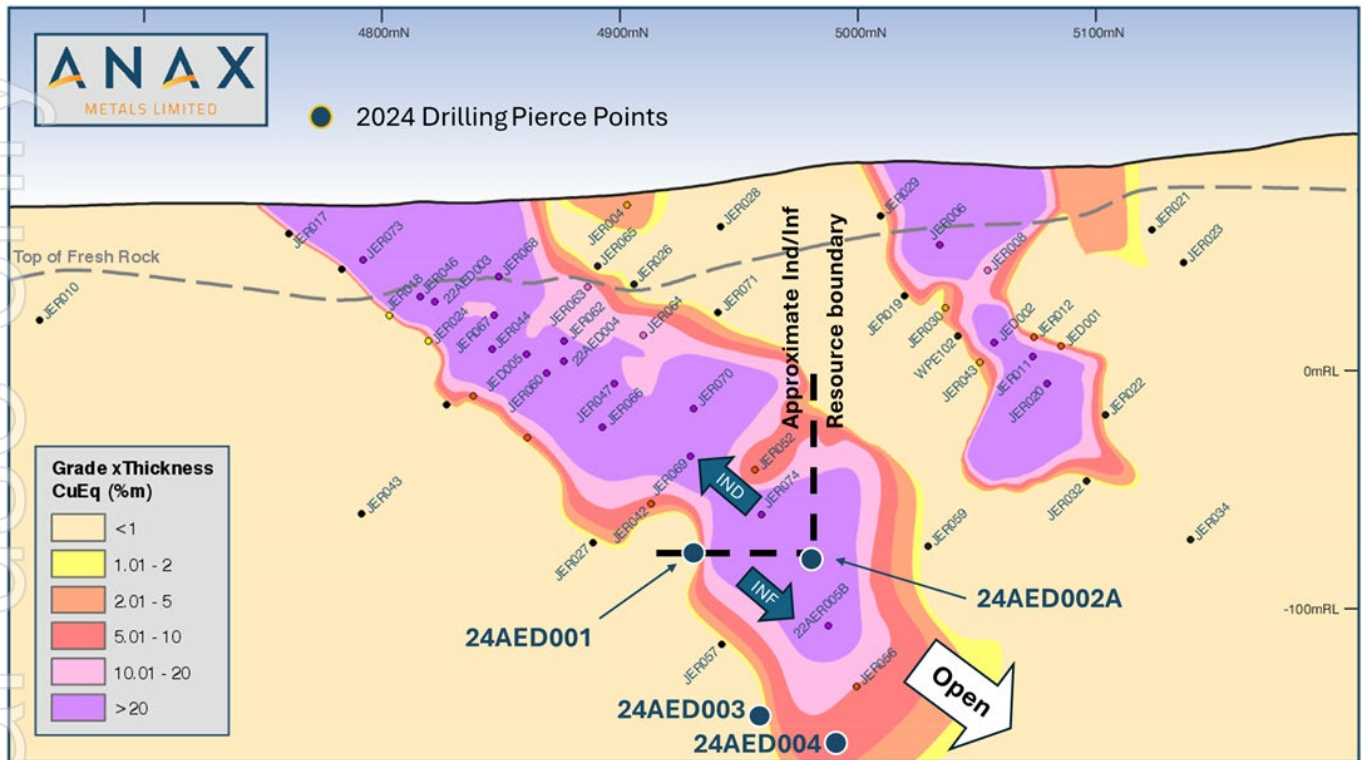 4800mN
4900mN
5000mN
5100mN
ANAX
METALS LIMITED
2024 Drilling Pierce Points
Top of Fresh Rock
JER010
JER017
JER073
JER048
JER046
22AED003
JER068
JER024
JER067
JER044
JER063
JER062
22AED004
JER064
JED005
JER060
JER047
JER066
JER070
JER004
JER065
JER026
JER028
JER071
Approximate Ind/Inf
Resource boundary
JER029
JER006
JER008
JER019
JER030
WPE102
JER043
JED002
JER012
JED001
JER011
JER020
JER022
JER021
JER023
0mRL
JER052
JER069
JER074
IND
JER042
JER027
JER043
JER059
JER032
JER034
INF
22AER005B
24AED001
24AED002A
-100mRL
JER057
JER056
Open
24AED003
24AED004
Grade xThickness
CuEq (%m)
<1
1.01 - 2
2.01 - 5
5.01 - 10
10.01 - 20
>20